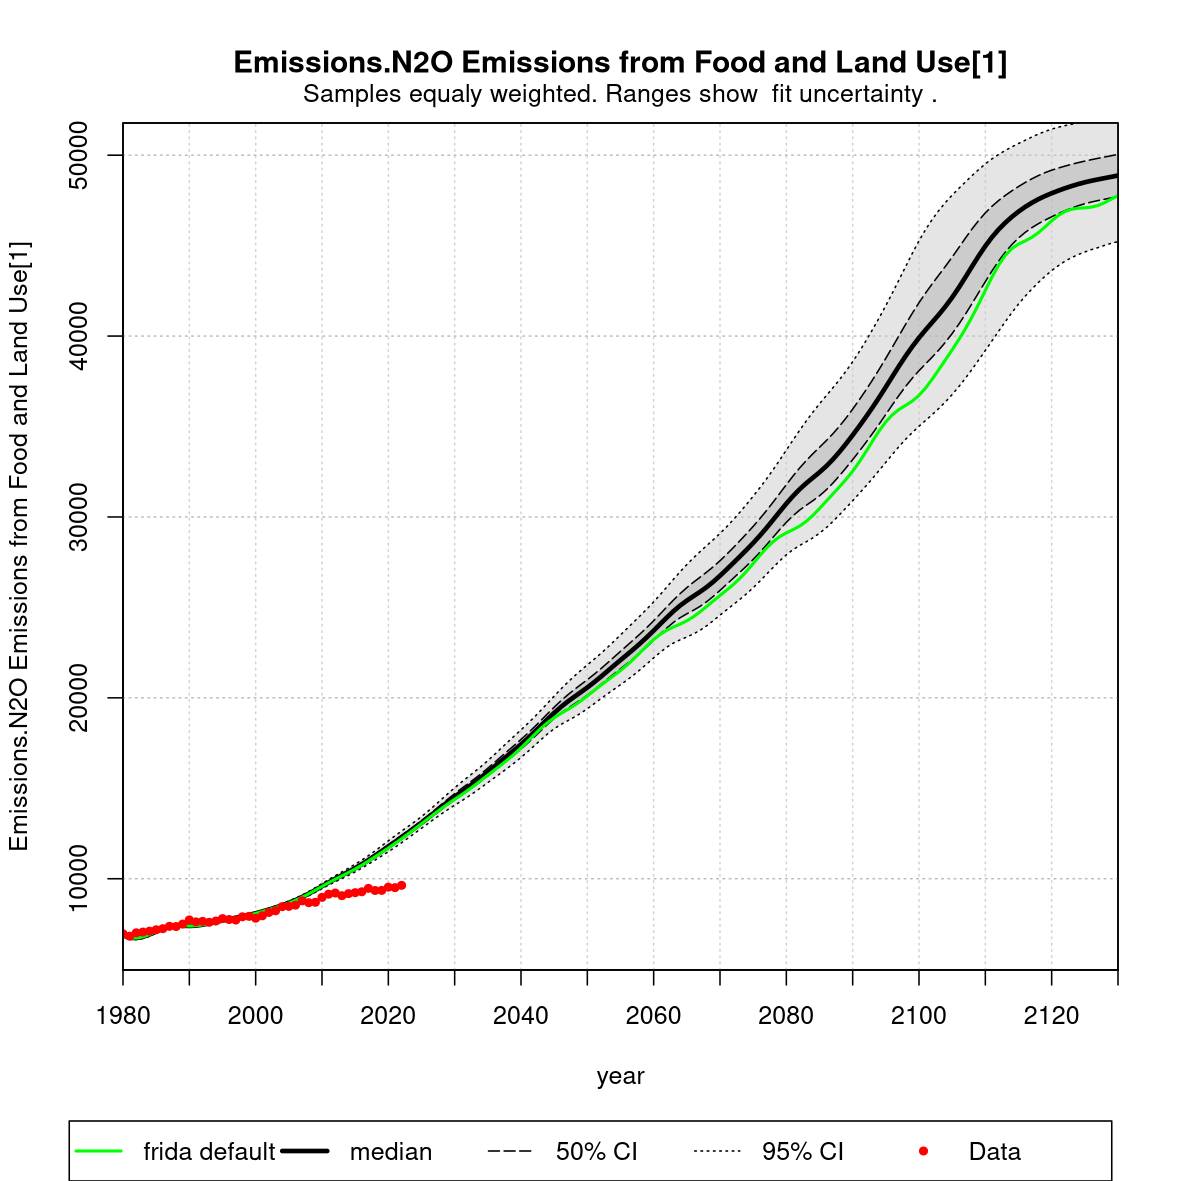 Emissions.N2O Emissions from Food and Land Use[1]
Samples equaly weighted. Ranges show  fit uncertainty .
Emissions.N2O Emissions from Food and Land Use[1]
50000
40000
30000
20000
10000
1980 2000 2020 2040 2060 2080 2100 2120
year
frida default median 50% CI 95% CI Data